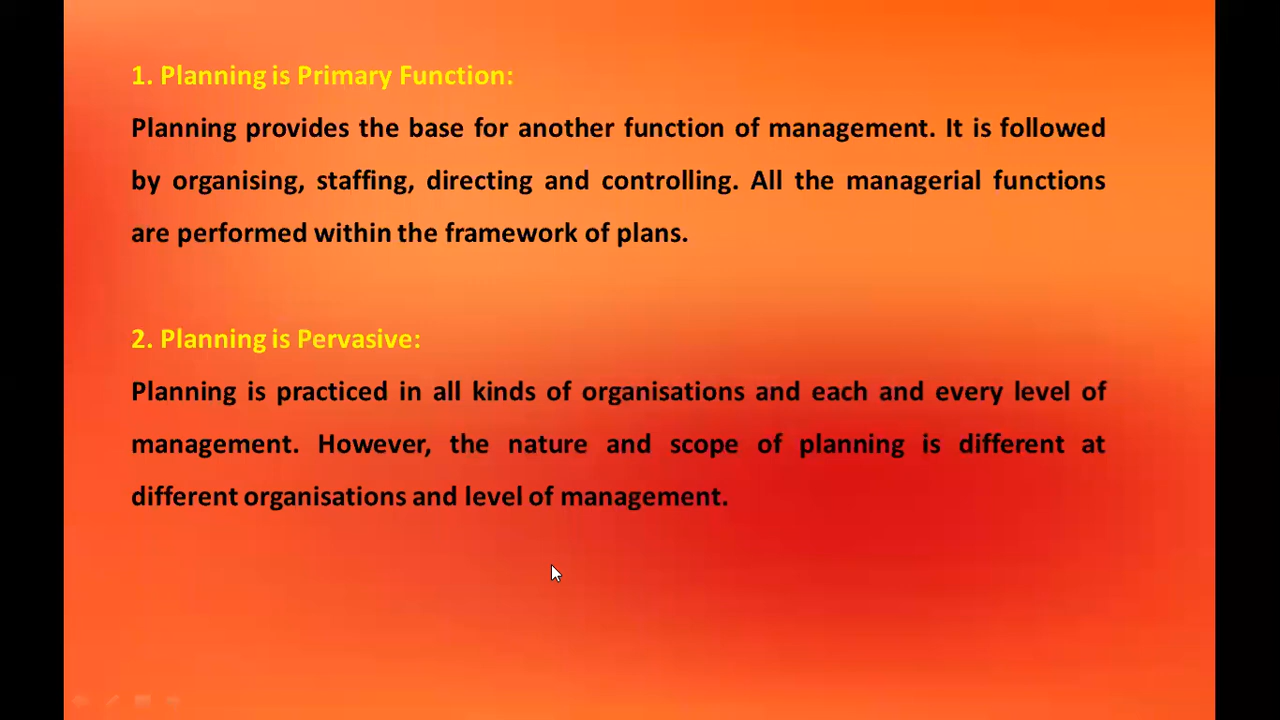 1. Planning is Primary Function:
Planning provides the base for another function of management. It is followed
by organising, staffing, directing and controlling. All the managerial functions
are performed within the framework of plans.
2. Planning is Pervasive:
Planning is practiced in all kinds of organisations and each and every level of
management. However, the nature and scope of planning is different at
different organisations and level of management.